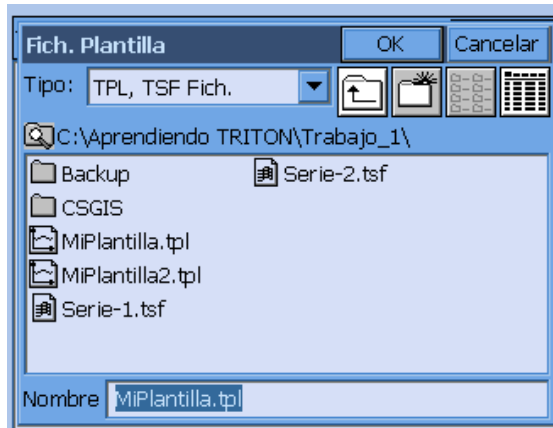 Fich. Plantilla OK Cancelar
Tipo: TPL, TSF Fich.
C:\Aprendiendo TRITON\Trabajo_1\
Backup Serie-2.tsf
CSGIS
MiPlantilla.tpl
MiPlantilla2.tpl
Serie-1.tsf
Nombre MiPlantilla.tpl